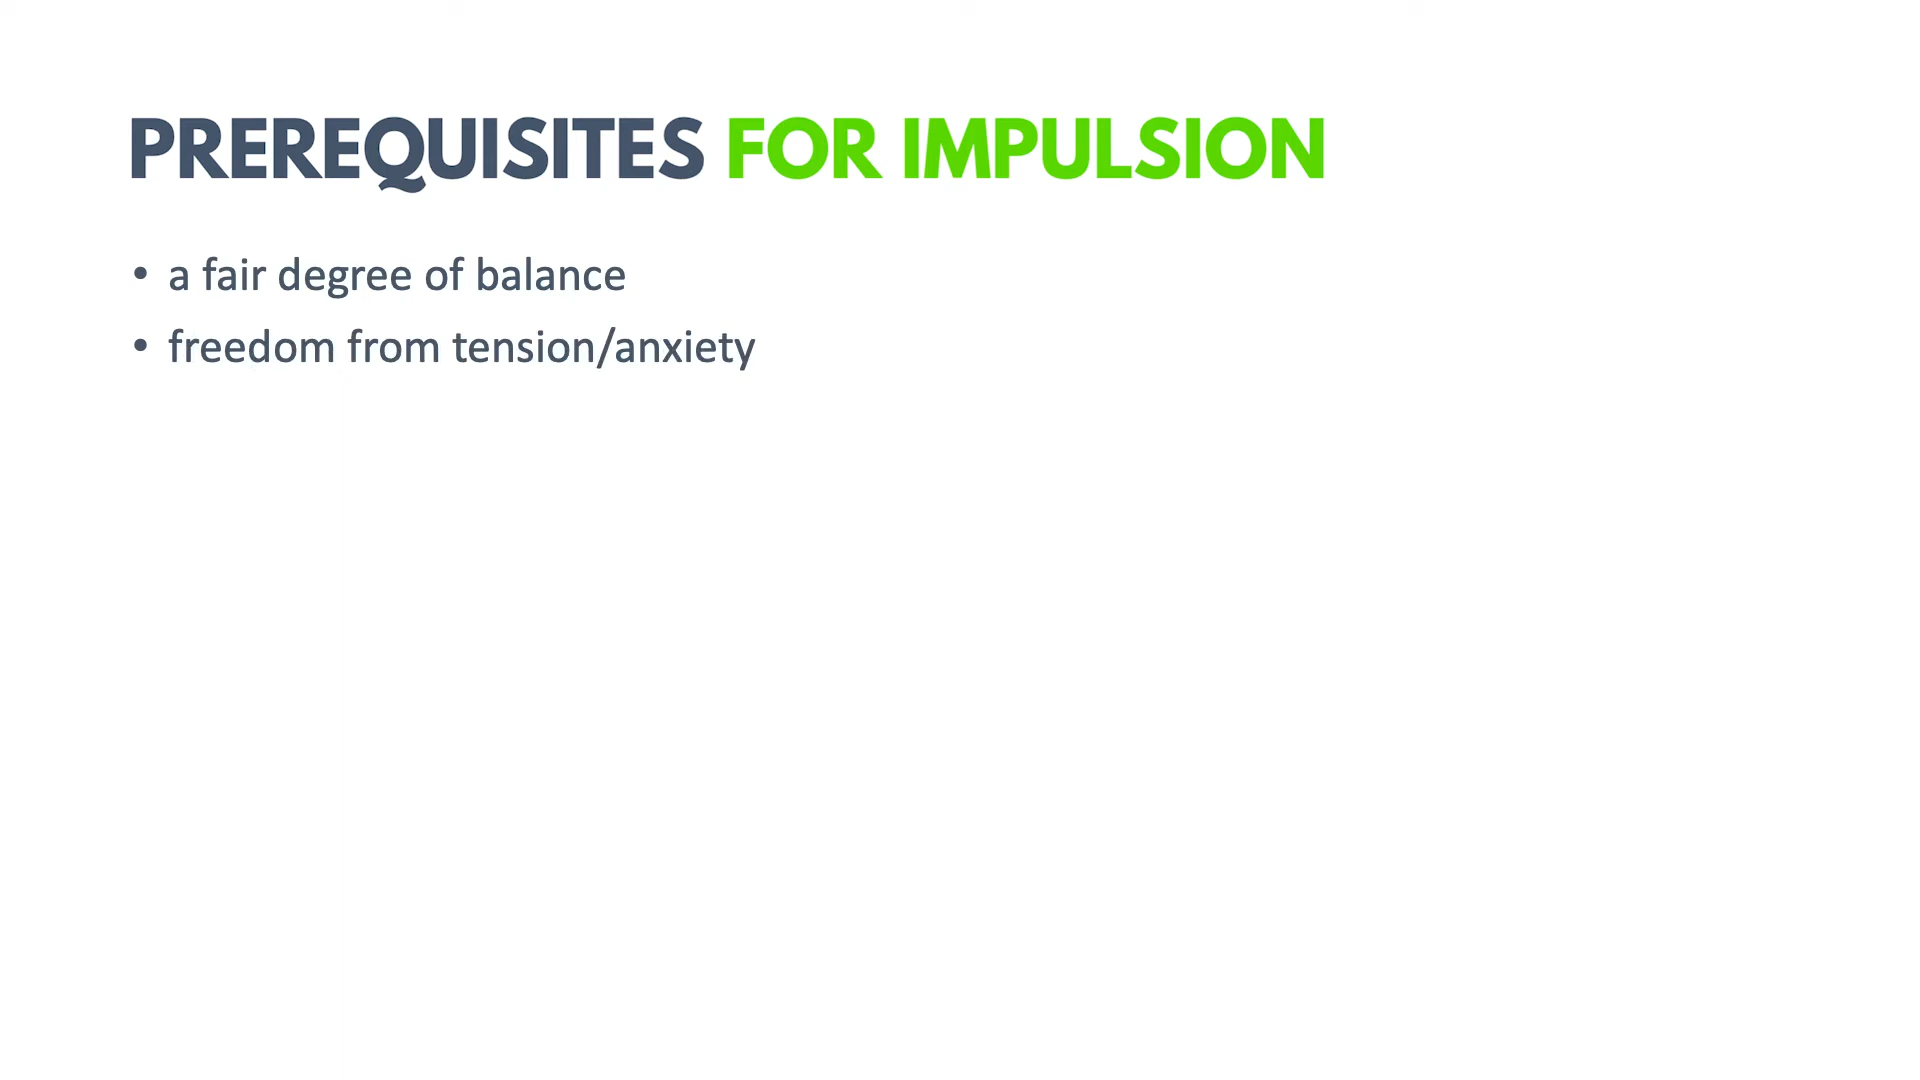 PREREQUISITES FOR IMPULSION
• a fair degree of balance
• freedom from tension/anxiety